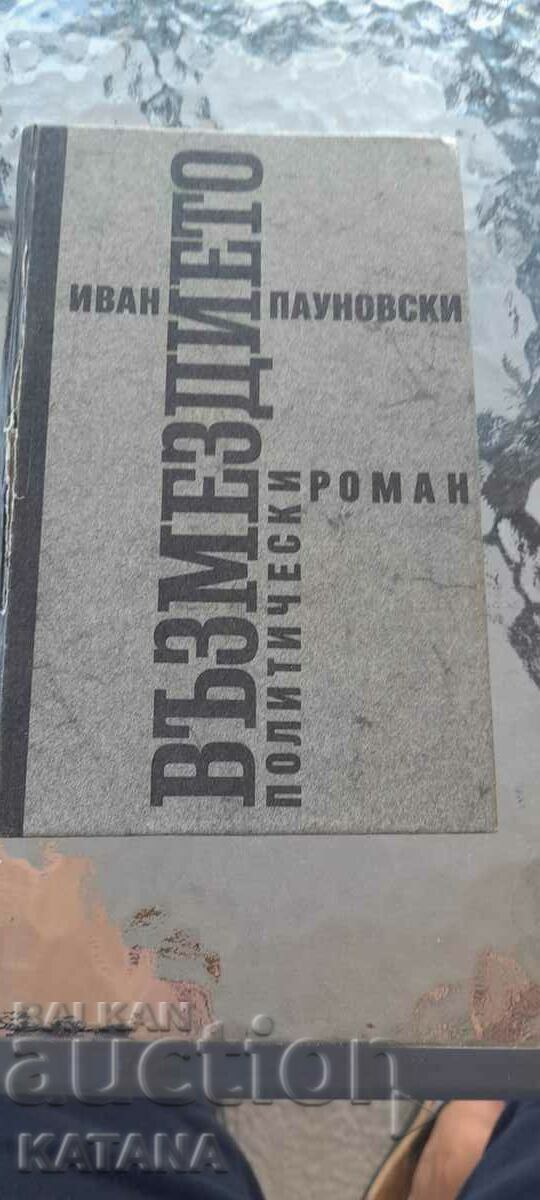 ИВАН ПАУНОВСКИ
ВЪЗМЕЗДИЕТО
ПОЛИТИЧЕСКИ
РОМАН
BALKAN
auction
KATANA